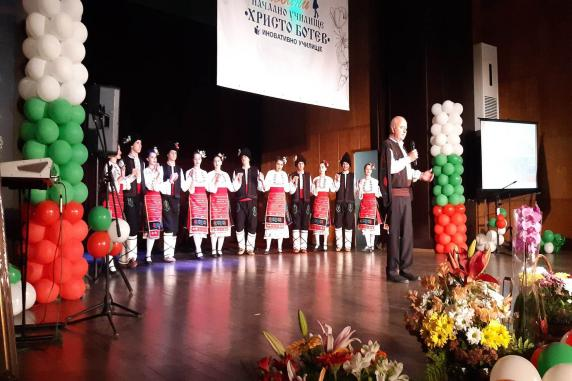 НАЧАЛНО УЧИЛИЩЕ
•ХРИСТО БОТЕВ•
ИНОВАТИВНО УЧИЛИЩЕ